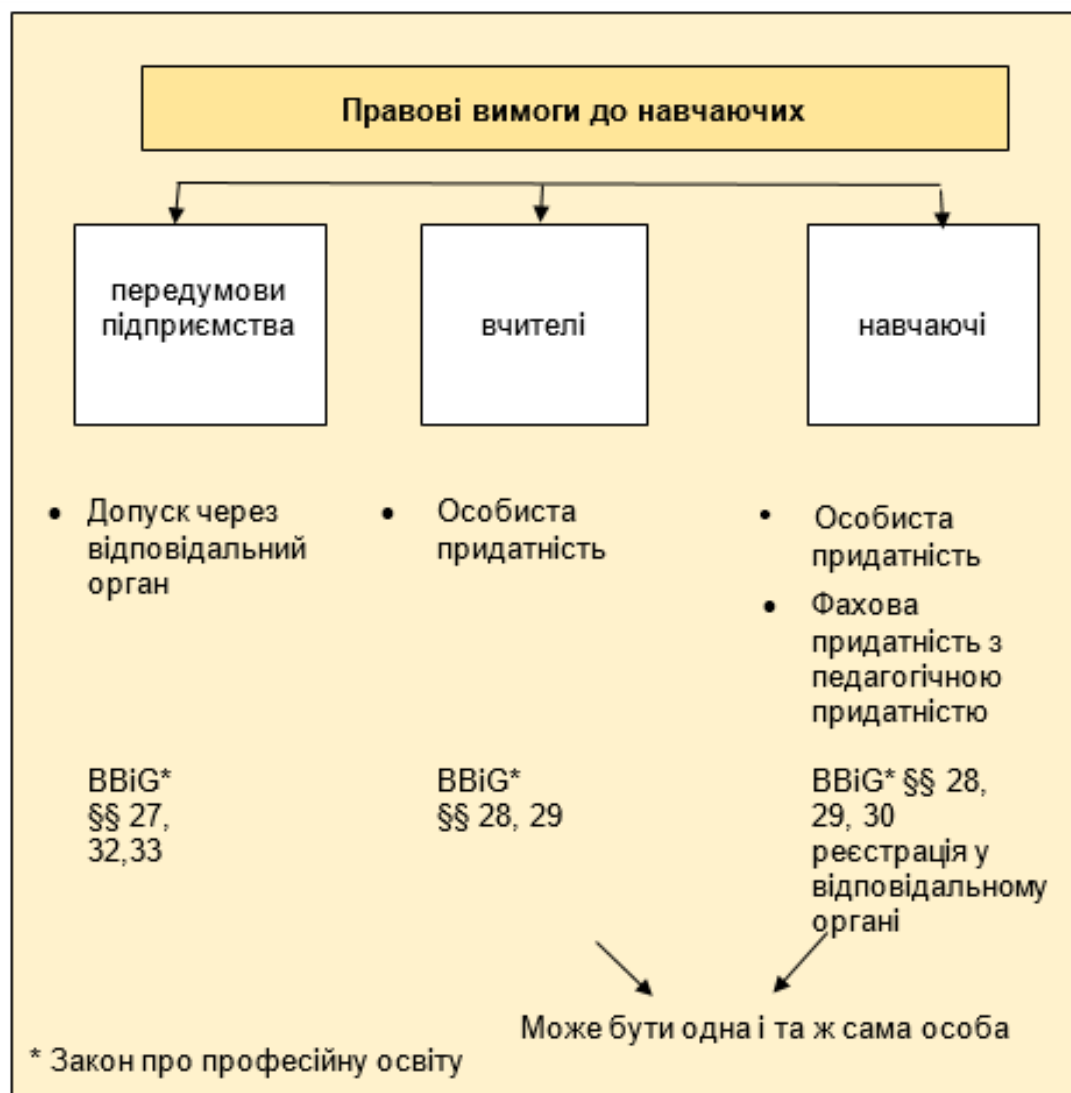 Правові вимоги до навчаючих
передумови
підприємства
вчителі
навчаючі
• Допуск через
відповідальний
орган
• Особиста
придатність
• Особиста
придатність
• Фахова
придатність з
педагогічною
придатністю
BBiG*
§§ 27,
32,33
BBiG*
§§ 28, 29
BBiG* §§ 28,
29, 30
реєстрація у
відповідальному
органі
Може бути одна і та ж сама особа
* Закон про професійну освіту